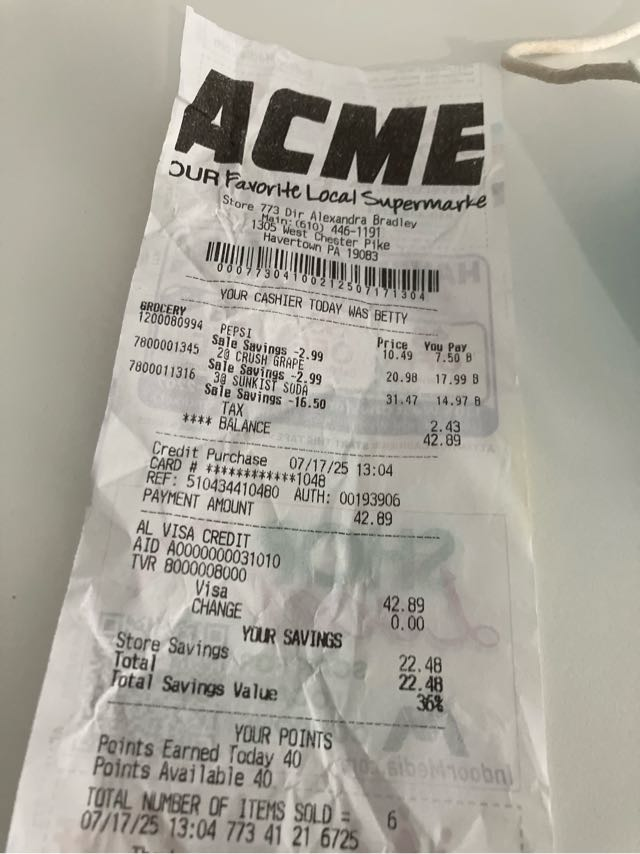 ACME
OUR Favorite Local Supermarke
Store 773 Dir Alexandra Bradley
Main: (610) 446-1191
1305 West Chester Pike
Havertown PA 19083
00077304100212507171304
YOUR CASHIER TODAY WAS BETTY
GROCERY Price You Pay
1200080994 PEPSI 10.49 7.50 B
Sale Savings -2.99
7800001345 2@ CRUSH GRAPE 20.98 17.99 B
Sale Savings -2.99
7800011316 3@ SUNKIST SODA 31.47 14.97 B
Sale Savings -16.50
TAX 2.43
**** BALANCE 42.89
Credit Purchase 07/17/25 13:04
CARD # ************1048
REF: 510434410480 AUTH: 00193906
PAYMENT AMOUNT 42.89
AL VISA CREDIT
AID A0000000031010
TVR 8000008000
Visa 42.89
CHANGE 0.00
YOUR SAVINGS
Store Savings 22.48
Total 22.48
Total Savings Value 36%
YOUR POINTS
Points Earned Today 40
Points Available 40
TOTAL NUMBER OF ITEMS SOLD = 6
07/17/25 13:04 773 41 21 6725